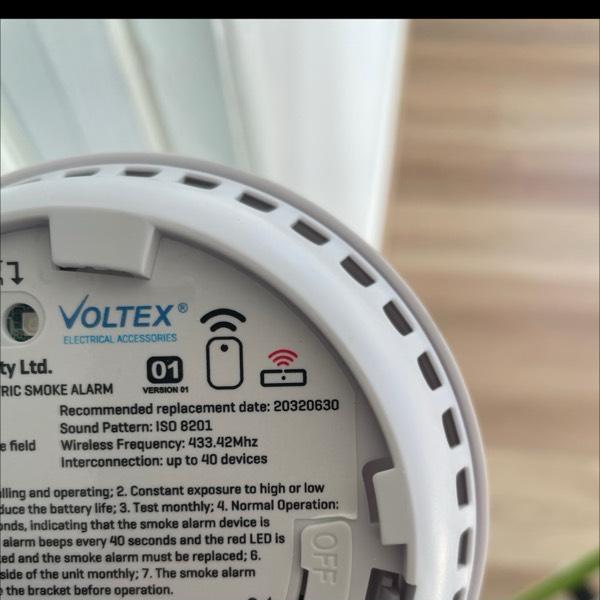 VOLTEX®
ELECTRICAL ACCESSORIES
ty Ltd.
TRIC SMOKE ALARM
01
VERSION 01
Recommended replacement date: 20320630
Sound Pattern: ISO 8201
e field
Wireless Frequency: 433.42Mhz
Interconnection: up to 40 devices
lling and operating; 2. Constant exposure to high or low
duce the battery life; 3. Test monthly; 4. Normal Operation:
onds, indicating that the smoke alarm device is
alarm beeps every 40 seconds and the red LED is
ked and the smoke alarm must be replaced; 6.
side of the unit monthly; 7. The smoke alarm
e the bracket before operation.
OFF